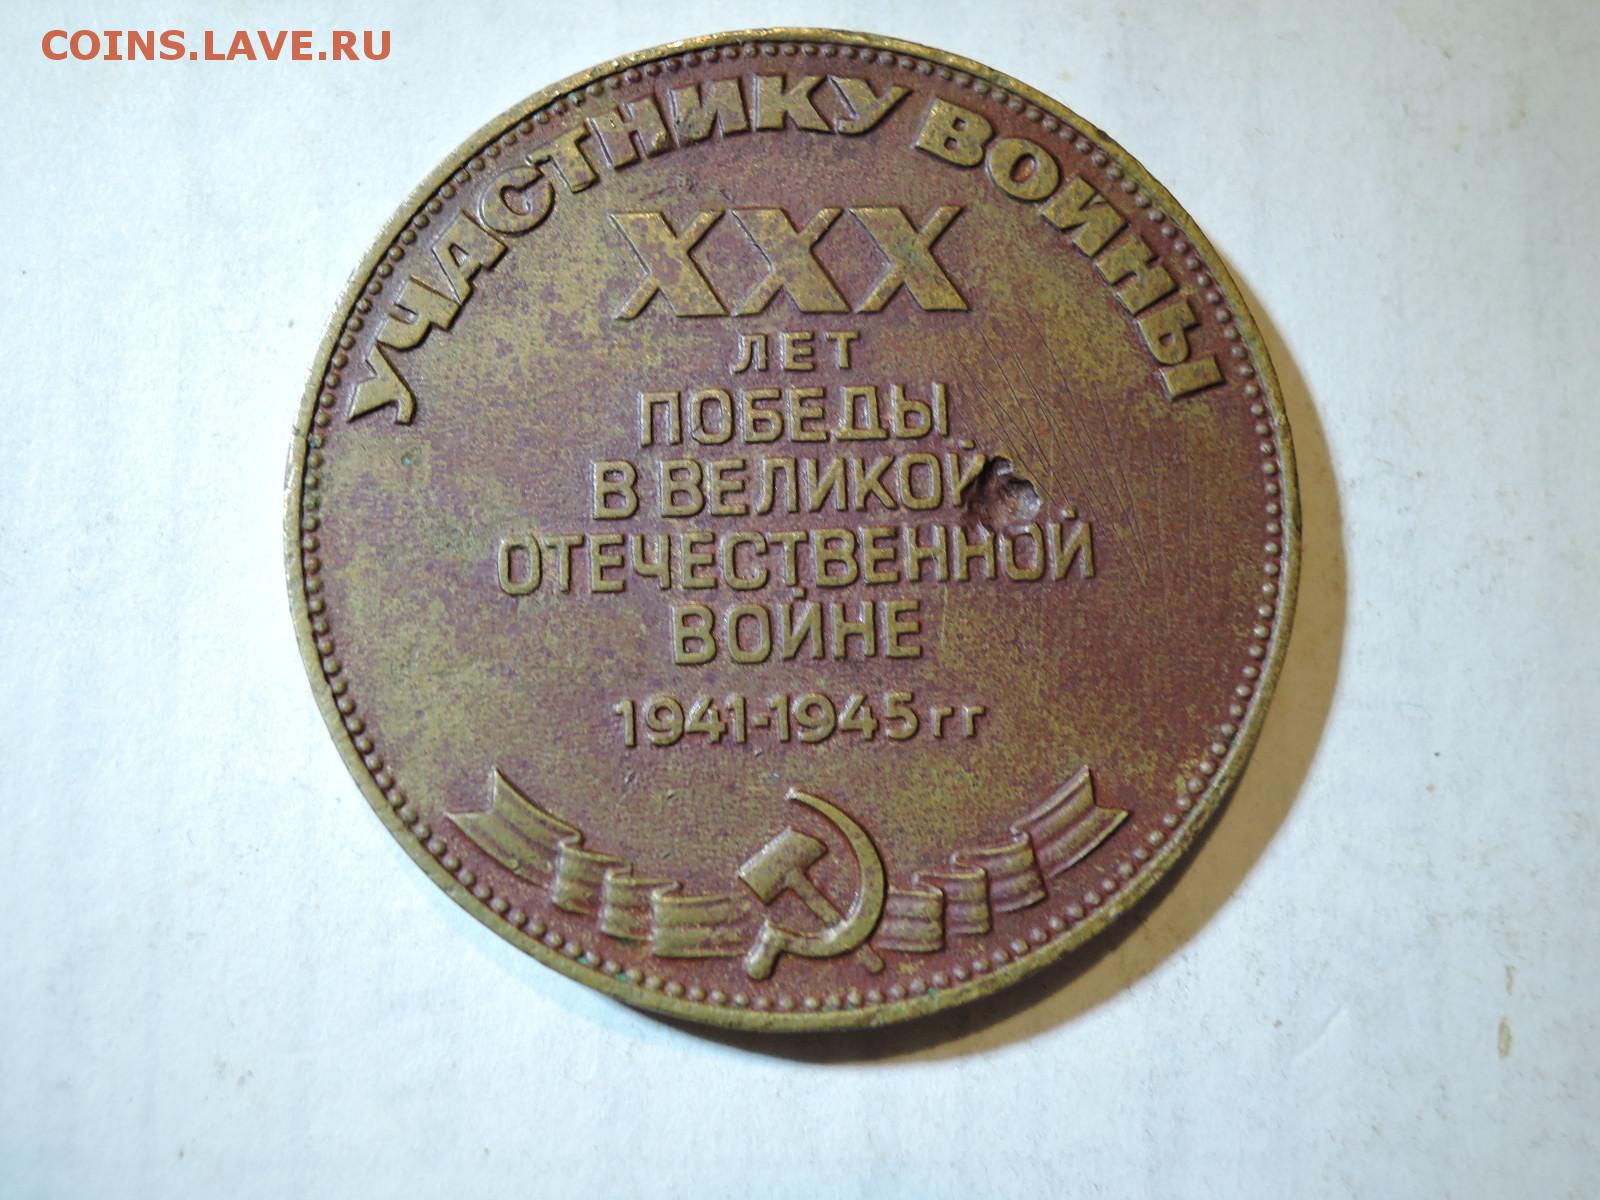 COINS.LAVE.RU
УЧАСТНИКУ ВОЙНЫ
XXX
ЛЕТ
ПОБЕДЫ
В ВЕЛИКОЙ
ОТЕЧЕСТВЕННОЙ
ВОЙНЕ
1941-1945 гг